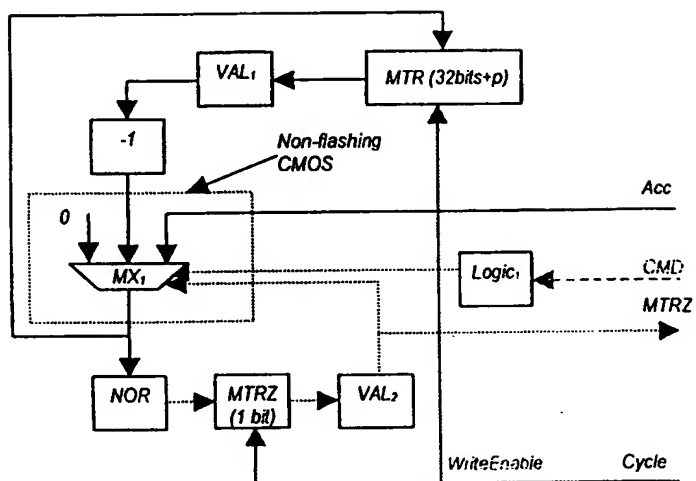 VAL₁
MTR (32bits+p)
-1
Non-flashing
CMOS
Acc
0
MX₁
Logic₁
CMD
MTRZ
NOR
MTRZ
(1 bit)
VAL₂
WriteEnable
Cycle